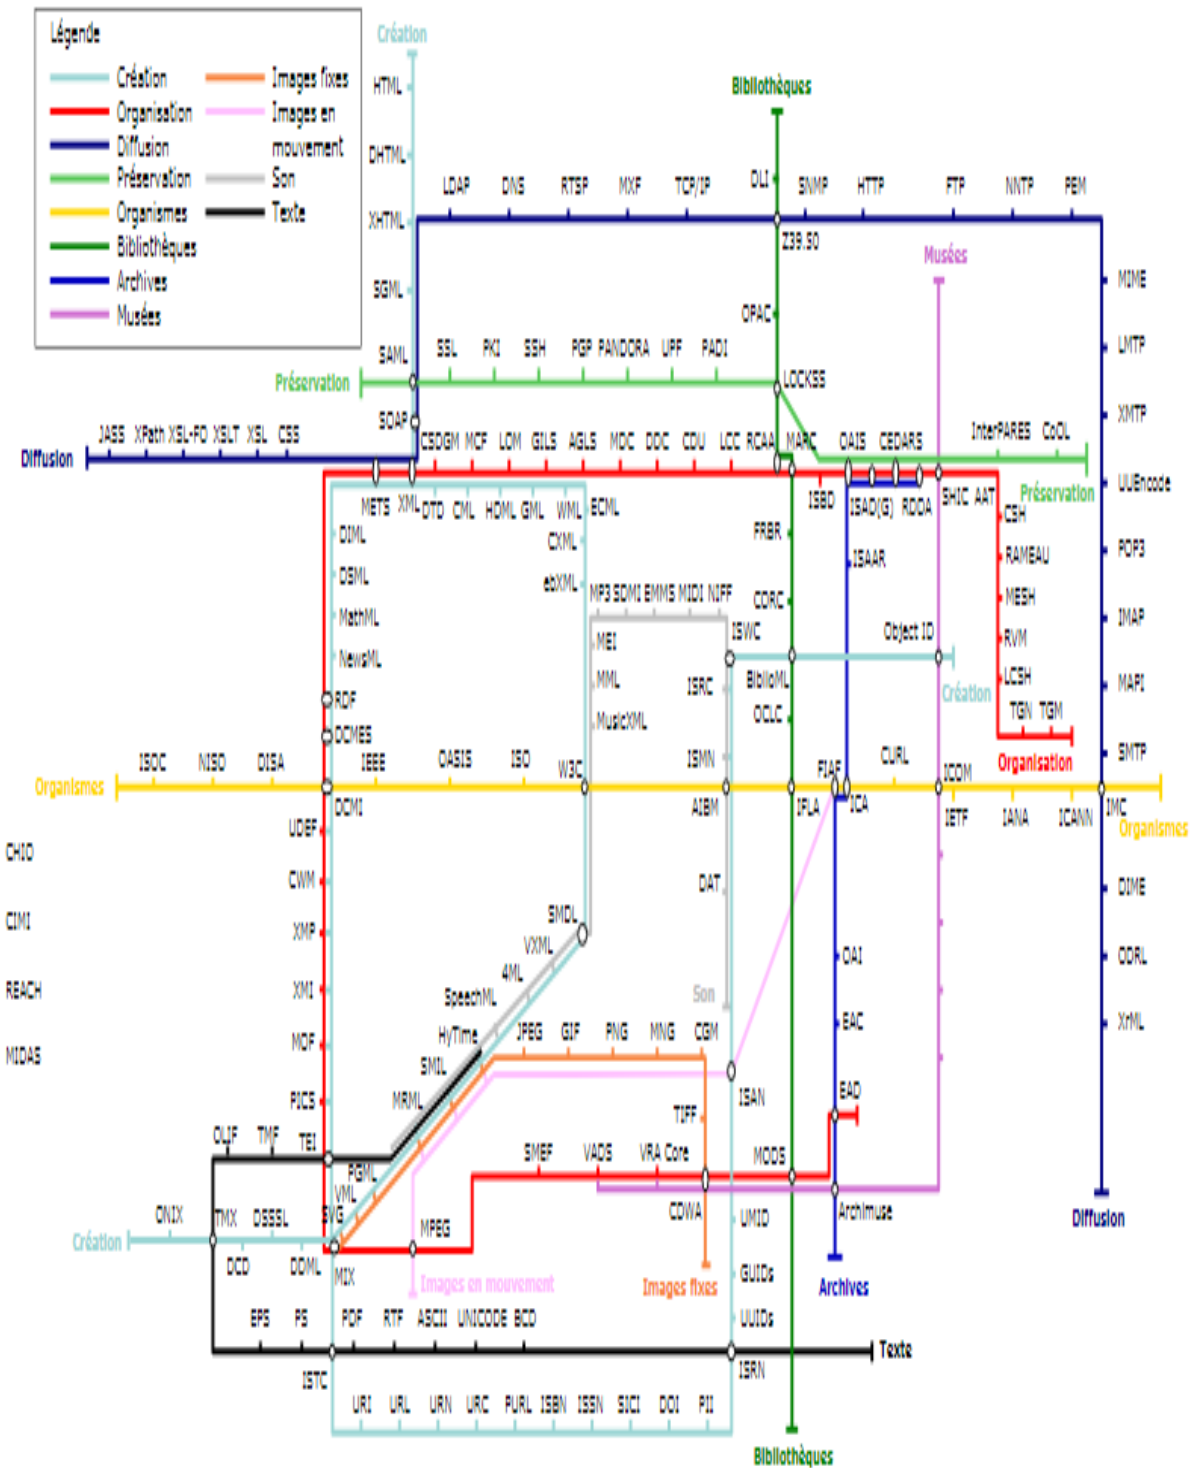 Légende
Création
Images fixes
Organisation
Images en
mouvement
Diffusion
Préservation
Son
Organismes
Texte
Bibliothèques
Archives
Musées
Création
HTML
DHTML
XHTML
SGML
SAML
SOAP
Bibliothèques
DLI
LDAP DNS RTSP MXF TCP/IP SNMP HTTP FTP NNTP PEM
Z39.50
Musées
OPAC
MIME
LMTP
XMTP
UUEncode
POP3
IMAP
MAPI
SMTP
Préservation
SSL PKI SSH PGP PANDORA UPF PADI
LOCKSS
InterPARES CoOL
Préservation
Diffusion
JASS XPath XSL-FO XSLT XSL CSS
CSDGM MCF LOM GILS AGLS MDC DDC CDU LCC RCAA MARC OAIS CEDARS
METS XML DTD CML HDML GML WML ECML
ISBD ISAD(G) RDDA SHIC AAT
CSH
RAMEAU
MESH
RVM
LCSH
TGN TGM
Organisation
DIML
DSML
MathML
NewsML
RDF
DCMES
CXML
ebXML
FRBR
CORC
ISAAR
MP3 SDMI EMMS MIDI NIFF
MEI
MML
MusicXML
ISWC
ISRC
ISMN
BiblioML
OCLC
Object ID
Création
Organismes
ISOC NISO DISA IEEE OASIS ISO W3C FIAF CURL ICOM
DCMI AIBM IFLA ICA IETF IANA ICANN IMC
Organismes
CHIO
CIMI
REACH
MIDAS
UDEF
CWM
XMP
XMI
MOF
PICS
TEI
DAT
Son
OAI
EAC
EAD
DIME
ODRL
XrML
SMDL
VXML
4ML
SpeechML
HyTime
SMIL
MRML
PGML
VML
SVG
JPEG GIF PNG MNG CGM
TIFF
ISAN
OLIF TMF
SMEF VADS VRA Core MODS
CDWA
Archimuse
Diffusion
Création
ONIX TMX DSSSL
DCD DDML MIX
MPEG
Images en mouvement
Images fixes
Archives
UMID
GUIDs
UUIDs
EPS PS PDF RTF ASCII UNICODE BCD
Texte
ISTC
ISRN
URI URL URN URC PURL ISBN ISSN SICI DOI PII
Bibliothèques